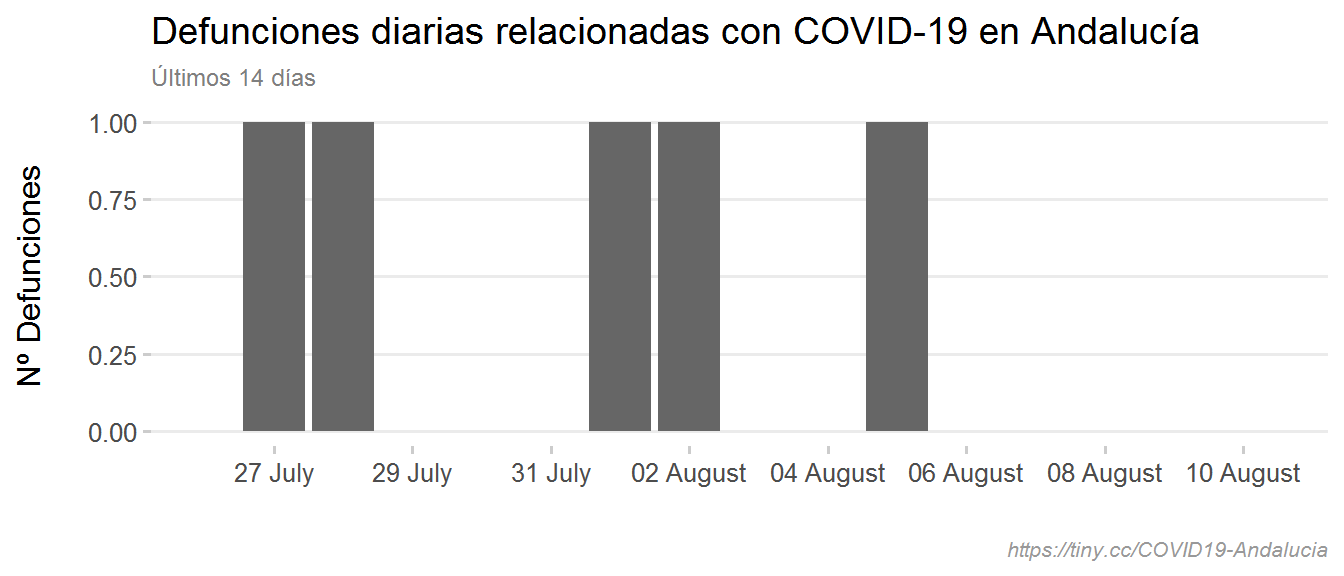 Defunciones diarias relacionadas con COVID-19 en Andalucía
Últimos 14 días
Nº Defunciones
1.00
0.75
0.50
0.25
0.00
27 July 29 July 31 July 02 August 04 August 06 August 08 August 10 August
https://tiny.cc/COVID19-Andalucia